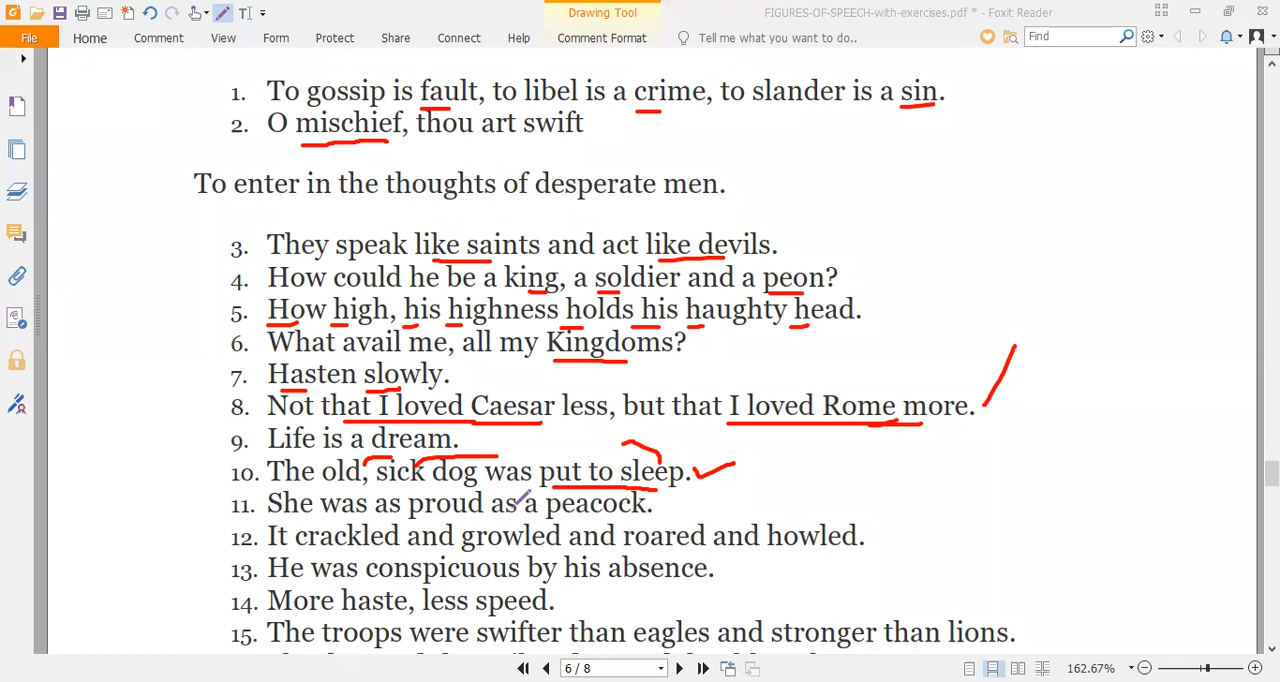 Drawing Tool
FIGURES-OF-SPEECH-with-exercises.pdf * - Foxit Reader
File Home Comment View Form Protect Share Connect Help Comment Format Tell me what you want to do.. Find
1. To gossip is fault, to libel is a crime, to slander is a sin.
2. O mischief, thou art swift
To enter in the thoughts of desperate men.
3. They speak like saints and act like devils.
4. How could he be a king, a soldier and a peon?
5. How high, his highness holds his haughty head.
6. What avail me, all my Kingdoms?
7. Hasten slowly.
8. Not that I loved Caesar less, but that I loved Rome more.
9. Life is a dream.
10. The old, sick dog was put to sleep.
11. She was as proud as a peacock.
12. It crackled and growled and roared and howled.
13. He was conspicuous by his absence.
14. More haste, less speed.
15. The troops were swifter than eagles and stronger than lions.
6 / 8
162.67%